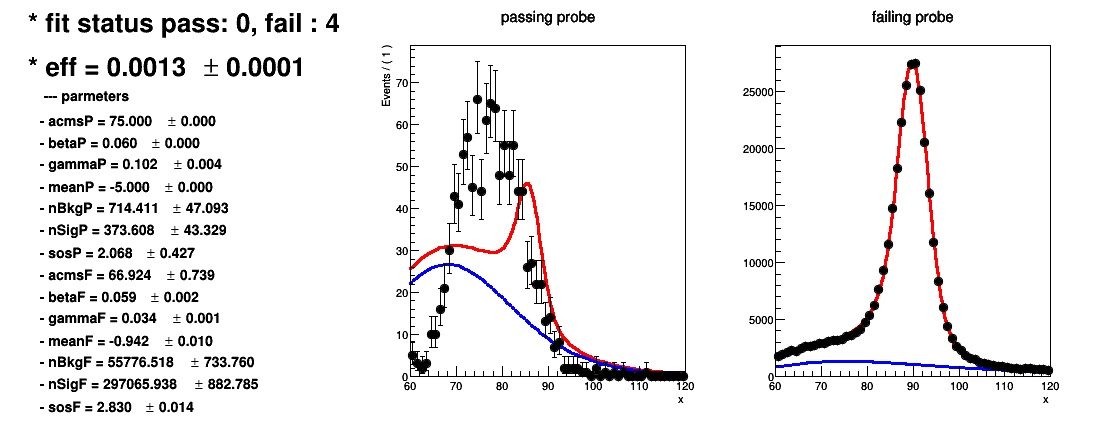 * fit status pass: 0, fail : 4
* eff = 0.0013 ± 0.0001
--- parmeters
- acmsP = 75.000 ± 0.000
- betaP = 0.060 ± 0.000
- gammaP = 0.102 ± 0.004
- meanP = -5.000 ± 0.000
- nBkgP = 714.411 ± 47.093
- nSigP = 373.608 ± 43.329
- sosP = 2.068 ± 0.427
- acmsF = 66.924 ± 0.739
- betaF = 0.059 ± 0.002
- gammaF = 0.034 ± 0.001
- meanF = -0.942 ± 0.010
- nBkgF = 55776.518 ± 733.760
- nSigF = 297065.938 ± 882.785
- sosF = 2.830 ± 0.014
passing probe
Events / ( 1 )
70
60
50
40
30
20
10
0
60 70 80 90 100 110 120
x
failing probe
25000
20000
15000
10000
5000
0
60 70 80 90 100 110 120
x